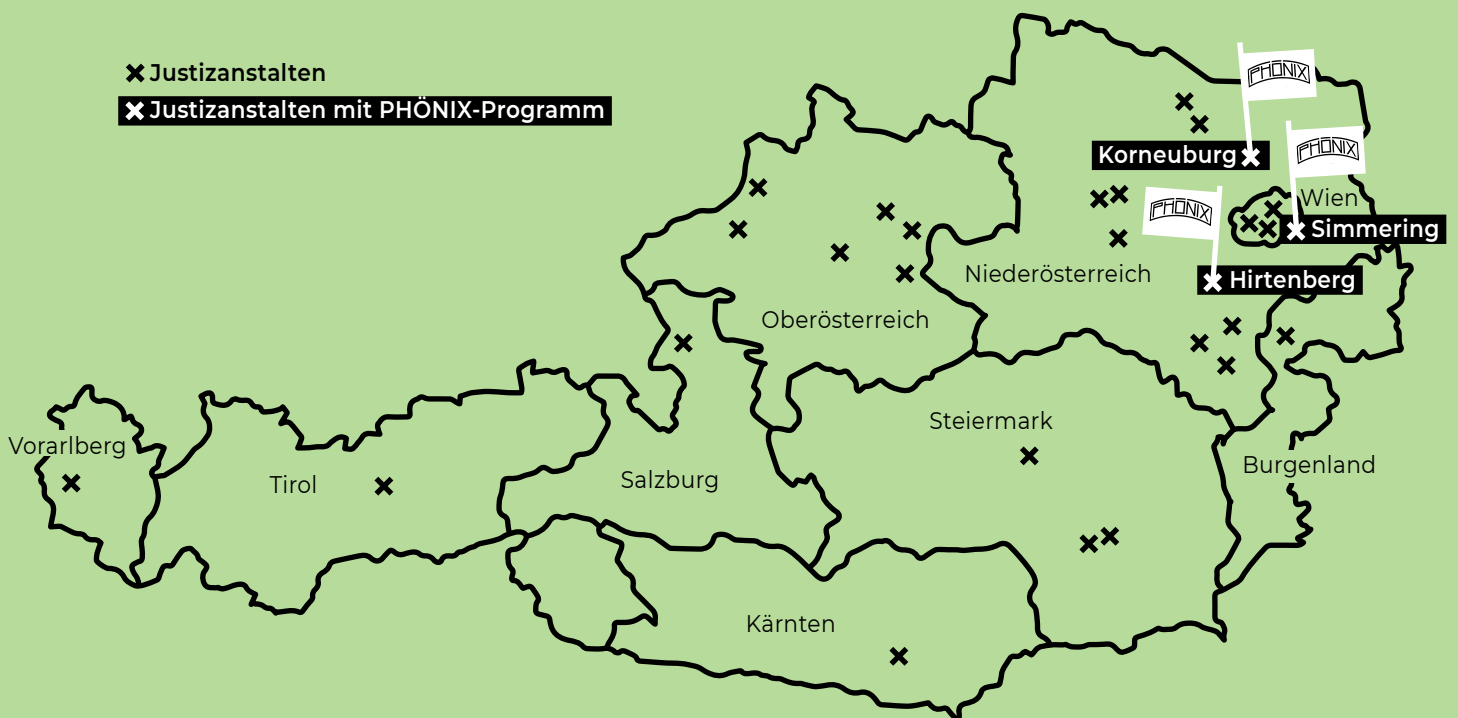 Justizanstalten
Justizanstalten mit PHÖNIX-Programm
PHÖNIX
PHÖNIX
Korneuburg
PHÖNIX
Wien
Simmering
Niederösterreich
Hirtenberg
Oberösterreich
Steiermark
Vorarlberg
Burgenland
Tirol
Salzburg
Kärnten